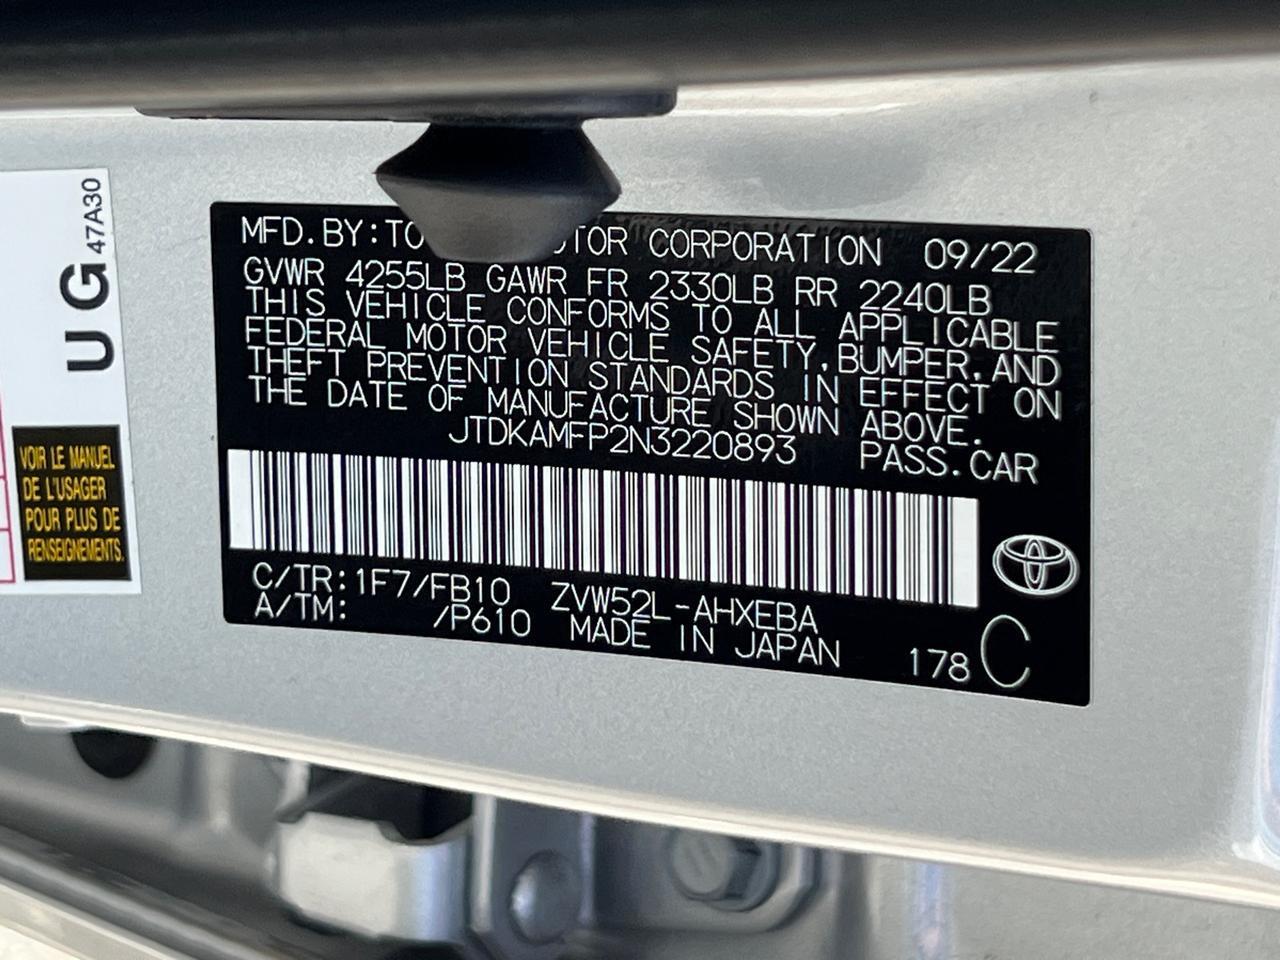 47A30
U G
VOIR LE MANUEL
DE L'USAGER
POUR PLUS DE
RENSEIGNEMENTS.
MFD.BY: CORPORATION 09/22
GVWR 4255LB GAWR FR 2330LB RR 2240LB
THIS VEHICLE CONFORMS TO ALL APPLICABLE
FEDERAL MOTOR VEHICLE SAFETY, BUMPER, AND
THEFT PREVENTION STANDARDS IN EFFECT ON
THE DATE OF MANUFACTURE SHOWN ABOVE.
JTDKAMFP2N3220893 PASS.CAR
C/TR:1F7/FB10 ZVW52L-AHXEBA
A/TM: /P610 MADE IN JAPAN 178 C